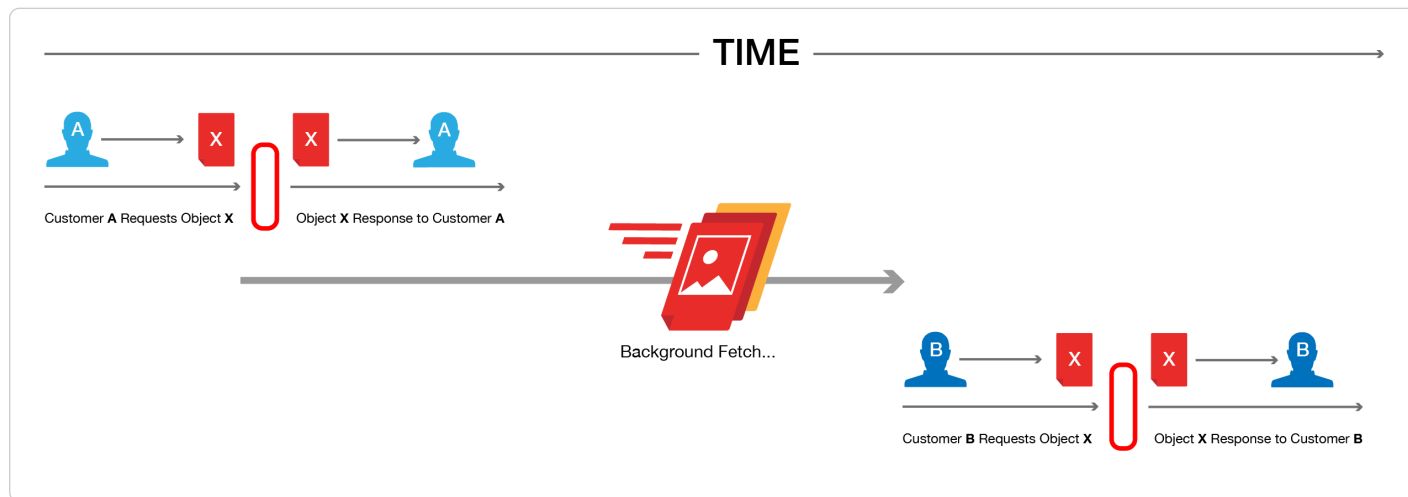 TIME
A
X
X
A
Customer A Requests Object X
Object X Response to Customer A
Background Fetch...
B
X
X
B
Customer B Requests Object X
Object X Response to Customer B